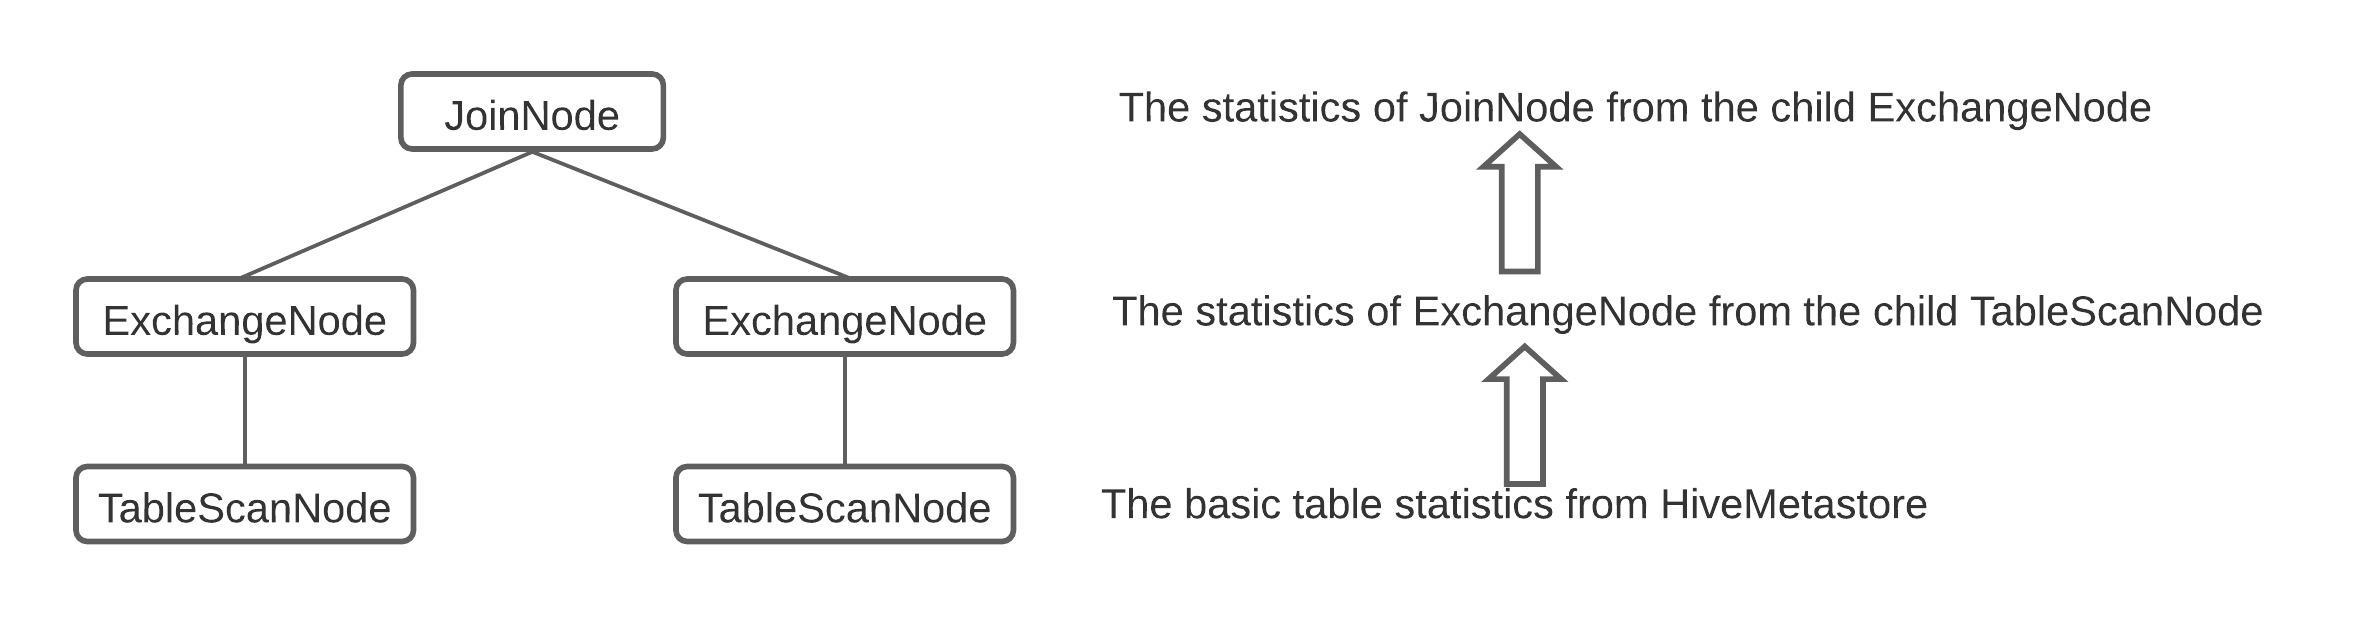 JoinNode
The statistics of JoinNode from the child ExchangeNode
ExchangeNode
ExchangeNode
The statistics of ExchangeNode from the child TableScanNode
TableScanNode
TableScanNode
The basic table statistics from HiveMetastore